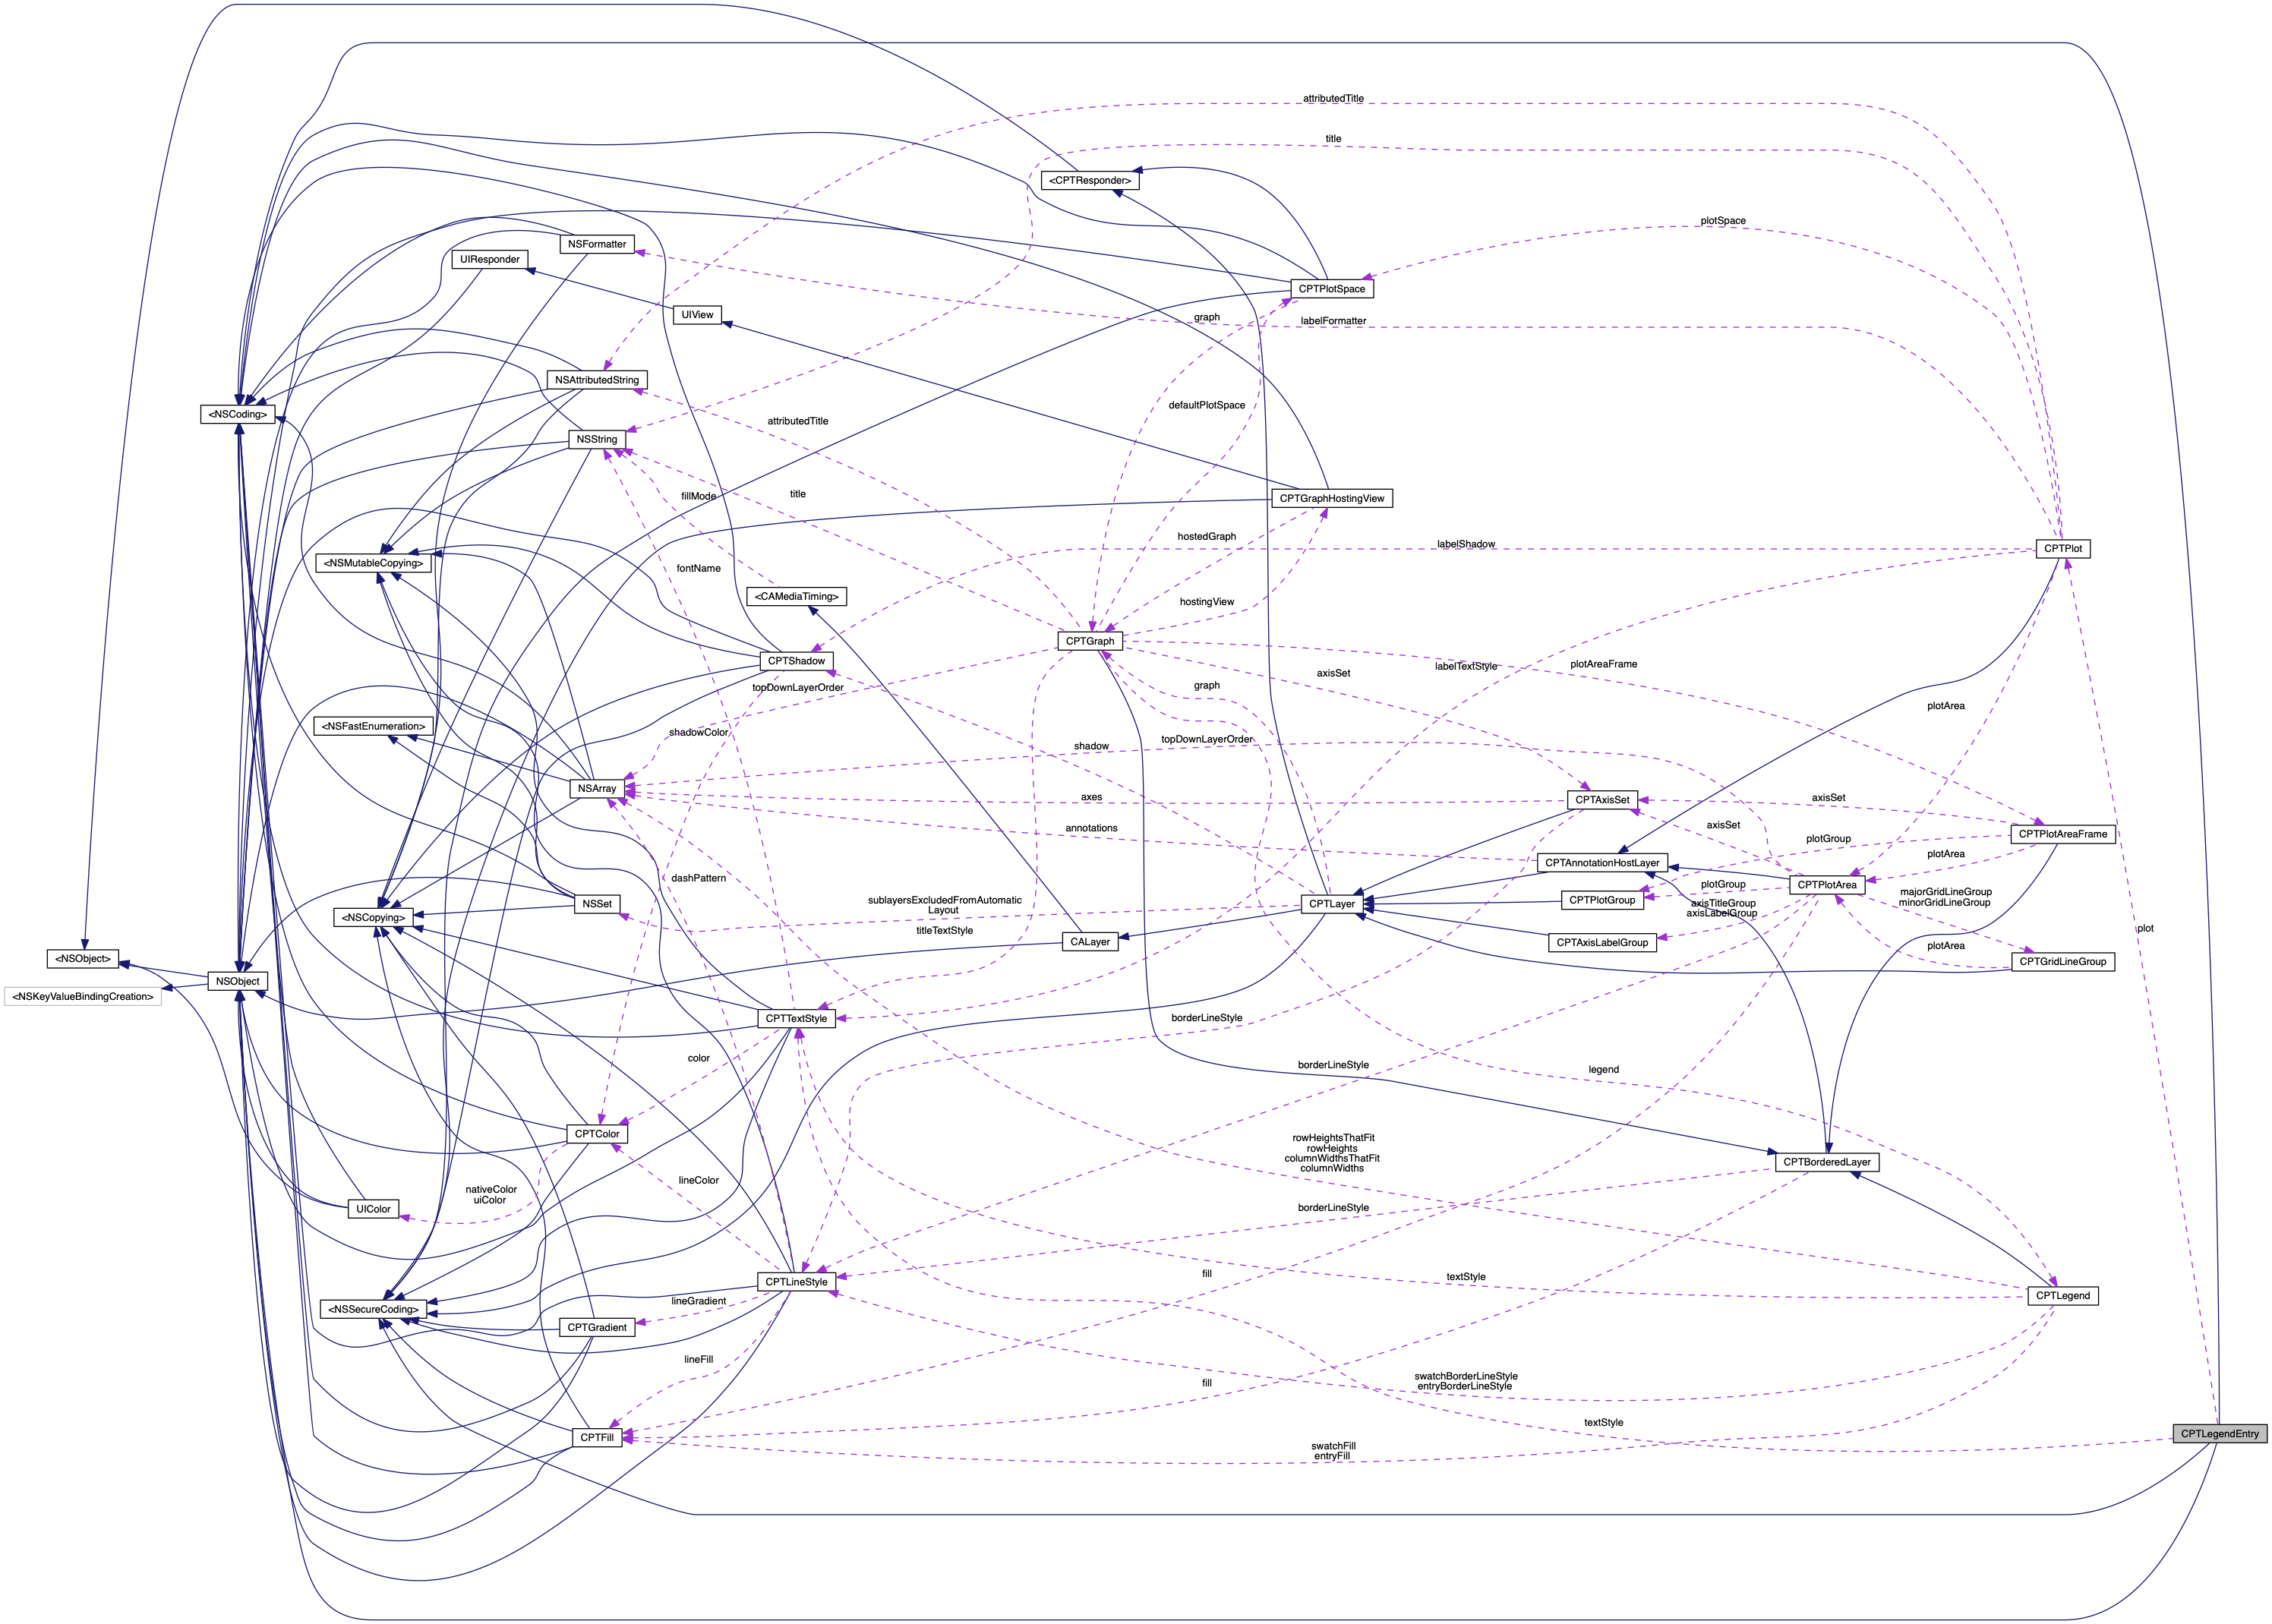 attributedTitle
title
<CPTResponder>
plotSpace
NSFormatter
UIResponder
CPTPlotSpace
UIView
graph
labelFormatter
NSAttributedString
defaultPlotSpace
<NSCoding>
attributedTitle
NSString
fillMode
title
CPTGraphHostingView
hostedGraph
labelShadow
CPTPlot
<NSMutableCopying>
fontName
<CAMediaTiming>
hostingView
CPTGraph
CPTShadow
axisSet
labelTextStyle
plotAreaFrame
topDownLayerOrder
graph
plotArea
<NSFastEnumeration>
shadowColor
shadow
topDownLayerOrder
NSArray
axes
CPTAxisSet
axisSet
annotations
axisSet
CPTPlotAreaFrame
plotGroup
plotArea
CPTAnnotationHostLayer
dashPattern
CPTPlotArea
plotGroup
majorGridLineGroup
minorGridLineGroup
NSSet
sublayersExcludedFromAutomatic
Layout
CPTLayer
CPTPlotGroup
axisTitleGroup
axisLabelGroup
<NSCopying>
titleTextStyle
CALayer
CPTAxisLabelGroup
plotArea
plot
<NSObject>
CPTGridLineGroup
NSObject
<NSKeyValueBindingCreation>
CPTTextStyle
borderLineStyle
color
borderLineStyle
legend
CPTColor
rowHeightsThatFit
rowHeights
columnWidthsThatFit
columnWidths
CPTBorderedLayer
lineColor
nativeColor
uiColor
UIColor
borderLineStyle
fill
CPTLineStyle
textStyle
CPTLegend
lineGradient
<NSSecureCoding>
CPTGradient
lineFill
fill
swatchBorderLineStyle
entryBorderLineStyle
textStyle
CPTFill
CPTLegendEntry
swatchFill
entryFill